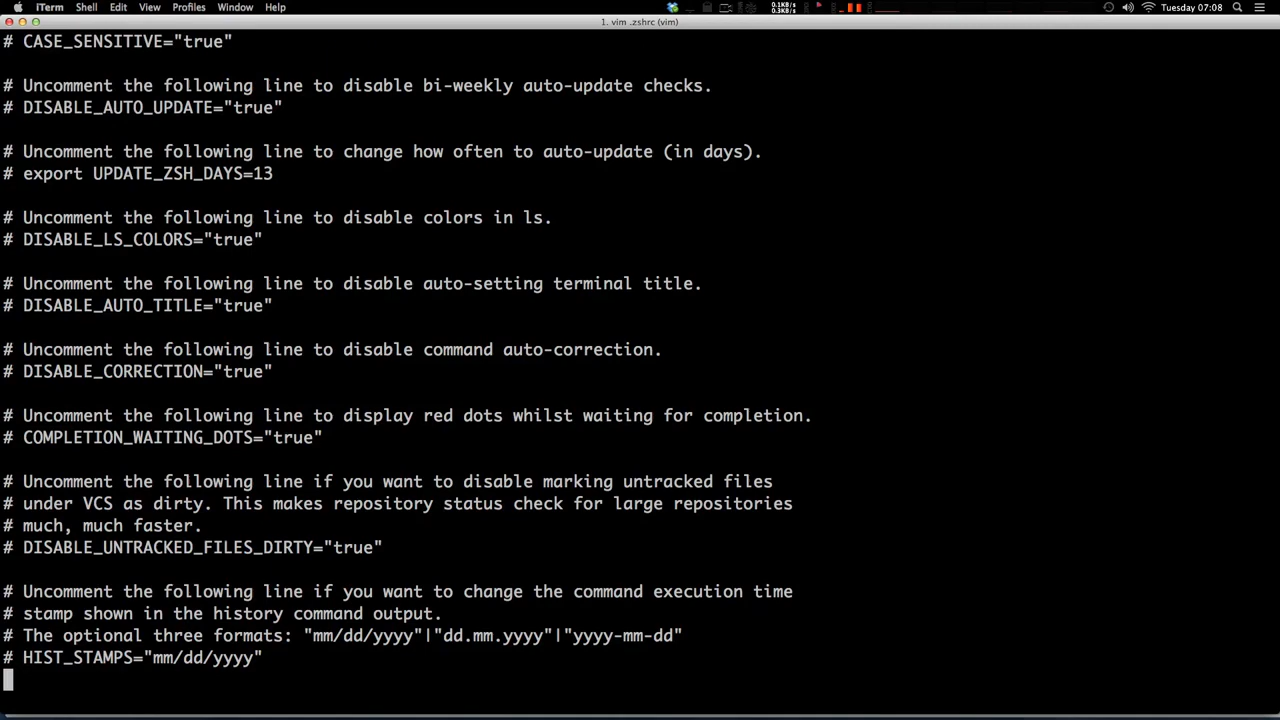 iTerm Shell Edit View Profiles Window Help 0.1KB/s 0.3KB/s Tuesday 07:08
1. vim .zshrc (vim)
# CASE_SENSITIVE="true"
# Uncomment the following line to disable bi-weekly auto-update checks.
# DISABLE_AUTO_UPDATE="true"
# Uncomment the following line to change how often to auto-update (in days).
# export UPDATE_ZSH_DAYS=13
# Uncomment the following line to disable colors in ls.
# DISABLE_LS_COLORS="true"
# Uncomment the following line to disable auto-setting terminal title.
# DISABLE_AUTO_TITLE="true"
# Uncomment the following line to disable command auto-correction.
# DISABLE_CORRECTION="true"
# Uncomment the following line to display red dots whilst waiting for completion.
# COMPLETION_WAITING_DOTS="true"
# Uncomment the following line if you want to disable marking untracked files
# under VCS as dirty. This makes repository status check for large repositories
# much, much faster.
# DISABLE_UNTRACKED_FILES_DIRTY="true"
# Uncomment the following line if you want to change the command execution time
# stamp shown in the history command output.
# The optional three formats: "mm/dd/yyyy"|"dd.mm.yyyy"|"yyyy-mm-dd"
# HIST_STAMPS="mm/dd/yyyy"